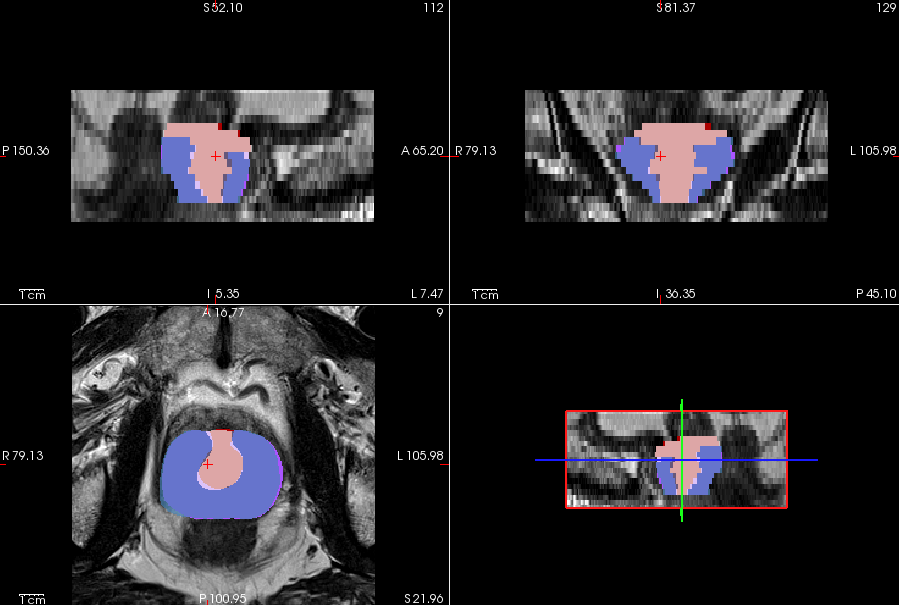 S 52.10
112
P 150.36
A 65.20
1cm
I 5.35
L 7.47
S 81.37
129
R 79.13
L 105.98
1cm
I 36.35
P 45.10
A 16.77
9
R 79.13
L 105.98
1cm
P 100.95
S 21.96